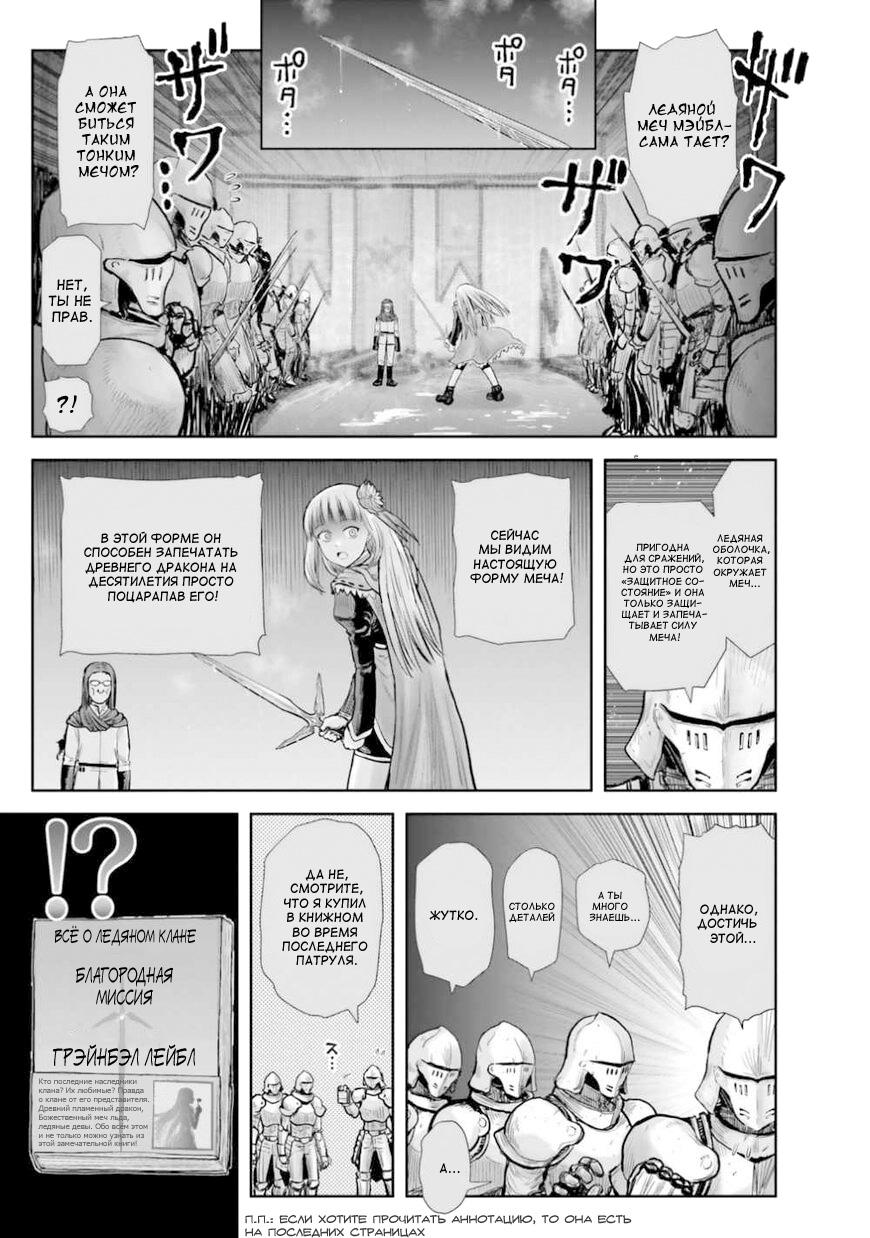 ポタ…
ポタ…
ザワ
ЛЕДЯНОЙ
МЕЧ МЭЙБЛ-
САМА ТАЕТ?
ザワ
ザワ…
А ОНА
СМОЖЕТ
БИТЬСЯ
ТАКИМ
ТОНКИМ
МЕЧОМ?
НЕТ,
ТЫ НЕ
ПРАВ.
?!
ЛЕДЯНАЯ
ОБОЛОЧКА,
КОТОРАЯ
ОКРУЖАЕТ
МЕЧ...
ПРИГОДНА
ДЛЯ СРАЖЕНИЙ,
НО ЭТО ПРОСТО
«ЗАЩИТНОЕ СО-
СТОЯНИЕ» И ОНА
ТОЛЬКО ЗАЩИ-
ЩАЕТ И ЗАПЕЧА-
ТЫВАЕТ СИЛУ
МЕЧА!
СЕЙЧАС
МЫ ВИДИМ
НАСТОЯЩУЮ
ФОРМУ МЕЧА!
В ЭТОЙ ФОРМЕ ОН
СПОСОБЕН ЗАПЕЧАТАТЬ
ДРЕВНЕГО ДРАКОНА НА
ДЕСЯТИЛЕТИЯ ПРОСТО
ПОЦАРАПАВ ЕГО!
ОДНАКО,
ДОСТИЧЬ
ЭТОЙ...
А ТЫ
МНОГО
ЗНАЕШЬ...
СТОЛЬКО
ДЕТАЛЕЙ
ЖУТКО.
А...
ДА НЕ,
СМОТРИТЕ,
ЧТО Я КУПИЛ
В КНИЖНОМ
ВО ВРЕМЯ
ПОСЛЕДНЕГО
ПАТРУЛЯ.
ス…
!?
ВСЁ О ЛЕДЯНОМ КЛАНЕ
БЛАГОРОДНАЯ
МИССИЯ
ГРЭЙНБЭЛ ЛЕЙБЛ
Кто последние наследники
клана? Их любимые? Правда
о клане от его представителя.
Древний пламенный дракон,
Божественный меч льда,
ледяные девы. Обо всём этом
и не только можно узнать из
этой замечательной книги!
П.П.: ЕСЛИ ХОТИТЕ ПРОЧИТАТЬ АННОТАЦИЮ, ТО ОНА ЕСТЬ
НА ПОСЛЕДНИХ СТРАНИЦАХ